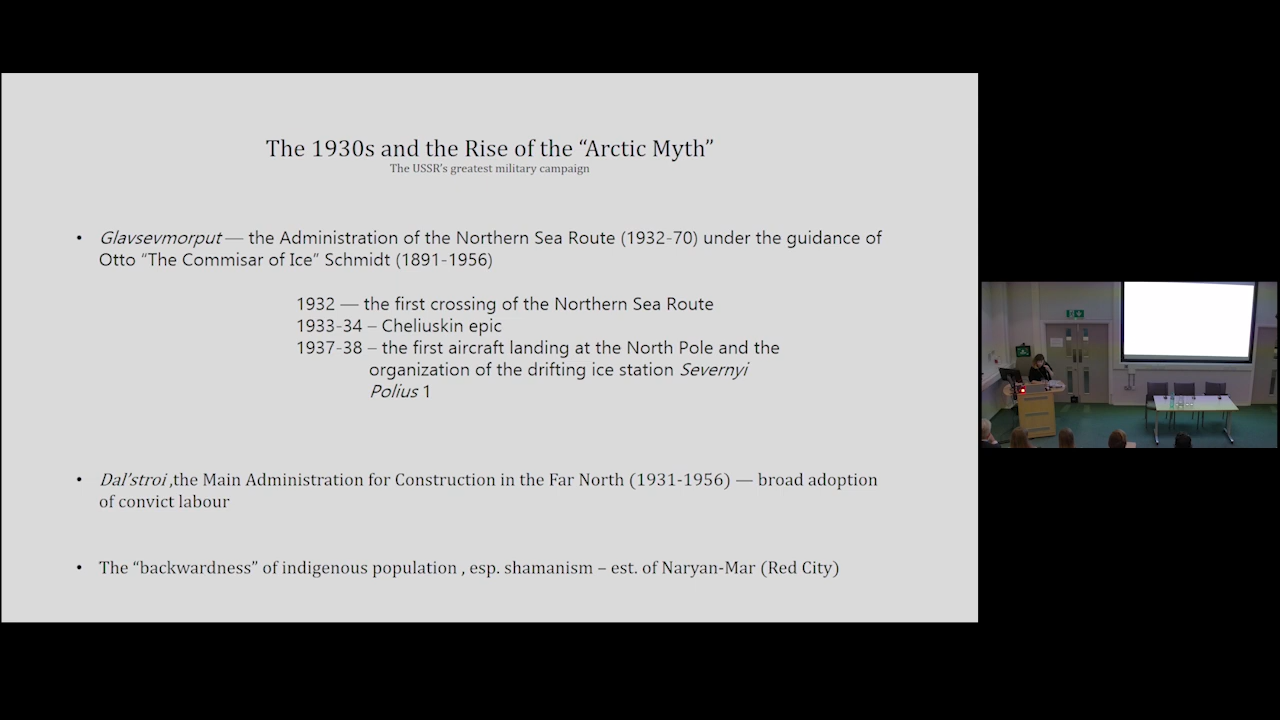 The 1930s and the Rise of the “Arctic Myth”
The USSR's greatest military campaign
• Glavsevmorput — the Administration of the Northern Sea Route (1932-70) under the guidance of
Otto “The Commisar of Ice” Schmidt (1891-1956)
1932 — the first crossing of the Northern Sea Route
1933-34 – Cheliuskin epic
1937-38 – the first aircraft landing at the North Pole and the
organization of the drifting ice station Severnyi
Polius 1
• Dal’stroi ,the Main Administration for Construction in the Far North (1931-1956) — broad adoption
of convict labour
• The “backwardness” of indigenous population , esp. shamanism – est. of Naryan-Mar (Red City)